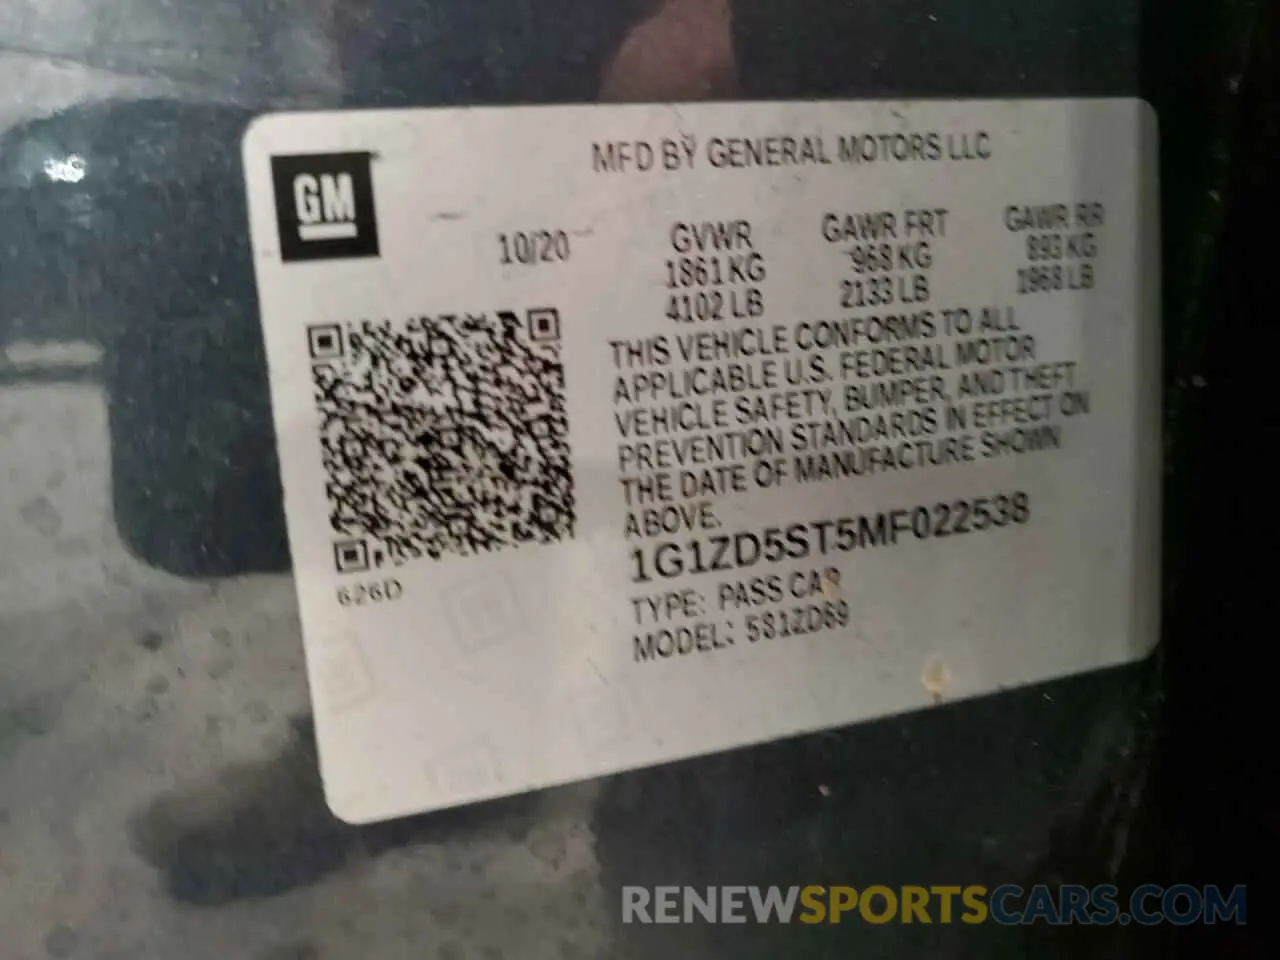 GM
MFD BY GENERAL MOTORS LLC
10/20
GVWR
1861 KG
4102 LB
GAWR FRT
968 KG
2133 LB
GAWR RR
893 KG
1968 LB
THIS VEHICLE CONFORMS TO ALL
APPLICABLE U.S. FEDERAL MOTOR
VEHICLE SAFETY, BUMPER, AND THEFT
PREVENTION STANDARDS IN EFFECT ON
THE DATE OF MANUFACTURE SHOWN
ABOVE.
1G1ZD5ST5MF022538
TYPE: PASS CAR
MODEL: 581ZD69
626D
RENEWSPORTSCARS.COM